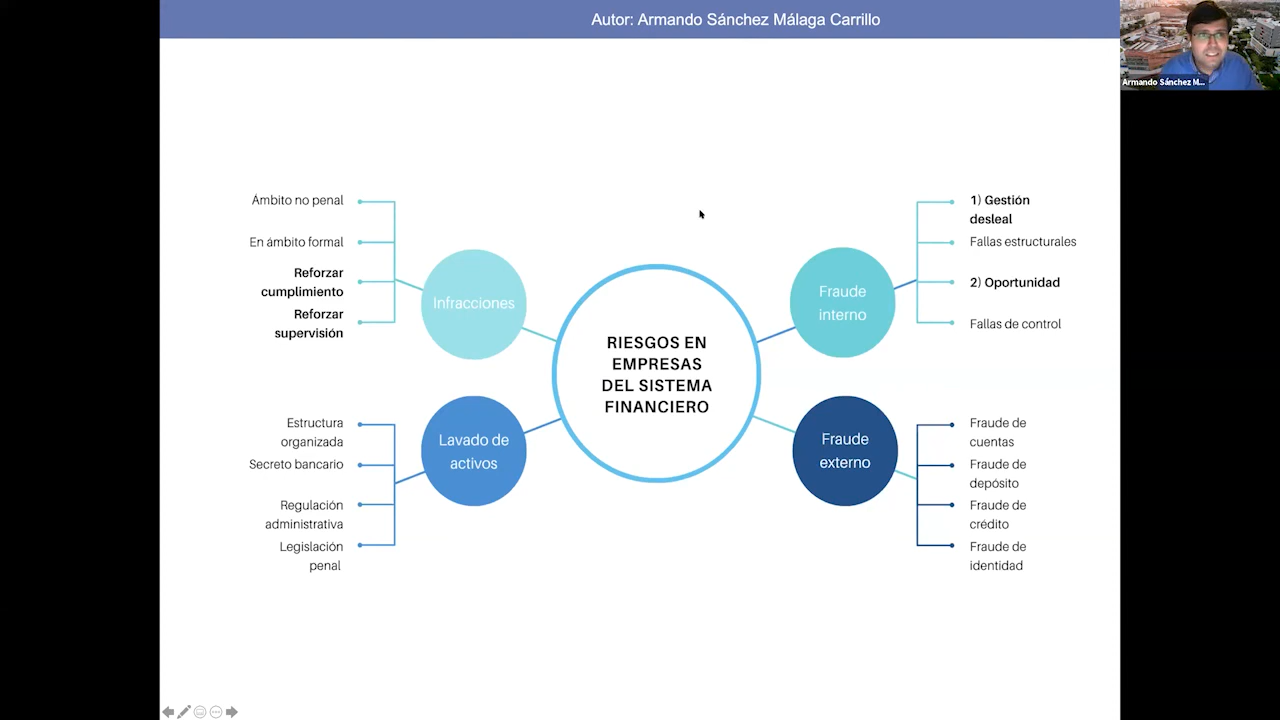 Autor: Armando Sánchez Málaga Carrillo
Armando Sánchez M...
Ámbito no penal
En ámbito formal
Reforzar
cumplimiento
Reforzar
supervisión
Infracciones
Estructura
organizada
Secreto bancario
Regulación
administrativa
Legislación
penal
Lavado de
activos
RIESGOS EN
EMPRESAS
DEL SISTEMA
FINANCIERO
Fraude
interno
1) Gestión
desleal
Fallas estructurales
2) Oportunidad
Fallas de control
Fraude
externo
Fraude de
cuentas
Fraude de
depósito
Fraude de
crédito
Fraude de
identidad